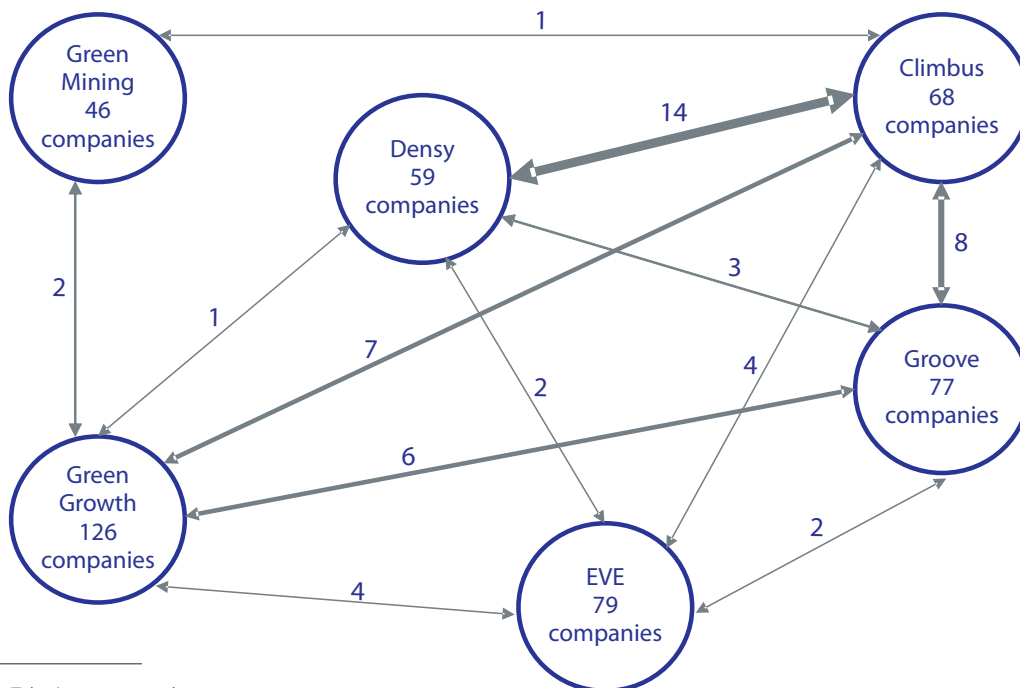 1
Green
Mining
46
companies
Climbus
68
companies
14
Densy
59
companies
8
2
3
1
7
4
Groove
77
companies
2
6
Green
Growth
126
companies
2
EVE
79
companies
4